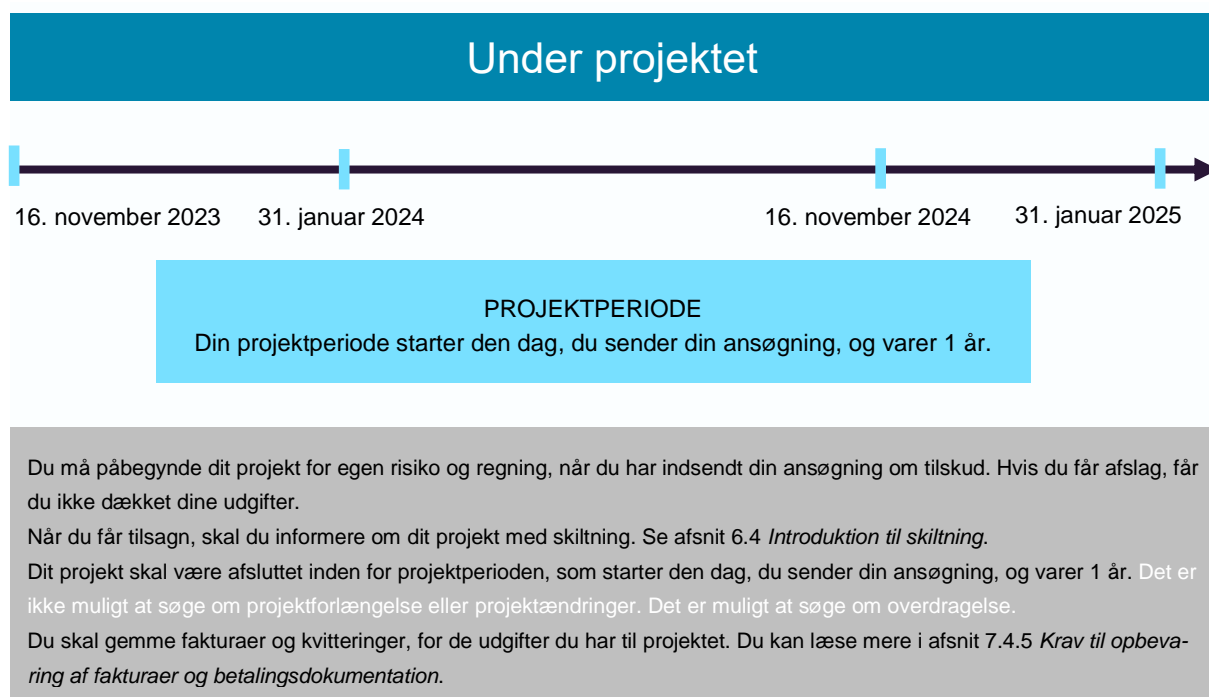 Under projektet
16. november 2023 31. januar 2024 16. november 2024 31. januar 2025
PROJEKTPERIODE
Din projektperiode starter den dag, du sender din ansøgning, og varer 1 år.
Du må påbegynde dit projekt for egen risiko og regning, når du har indsendt din ansøgning om tilskud. Hvis du får afslag, får
du ikke dækket dine udgifter.
Når du får tilsagn, skal du informere om dit projekt med skiltning. Se afsnit 6.4 Introduktion til skiltning.
Dit projekt skal være afsluttet inden for projektperioden, som starter den dag, du sender din ansøgning, og varer 1 år. Det er
ikke muligt at søge om projektforlængelse eller projektændringer. Det er muligt at søge om overdragelse.
Du skal gemme fakturaer og kvitteringer, for de udgifter du har til projektet. Du kan læse mere i afsnit 7.4.5 Krav til opbeva-
ring af fakturaer og betalingsdokumentation.